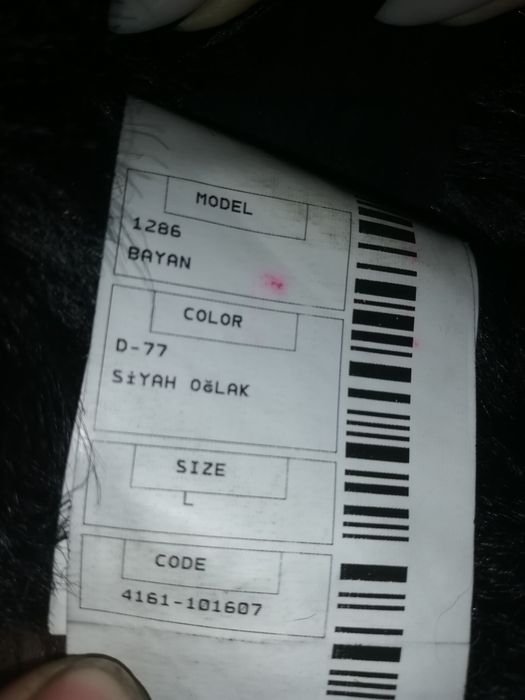 MODEL
1286
BAYAN
COLOR
D-77
SİYAH OğLAK
SIZE
L
CODE
4161-101607